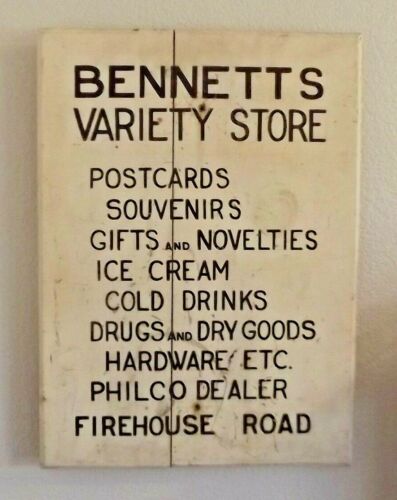 BENNETTS
VARIETY STORE
POSTCARDS
SOUVENIRS
GIFTS AND NOVELTIES
ICE CREAM
COLD DRINKS
DRUGS AND DRY GOODS
HARDWARE ETC.
PHILCO DEALER
FIREHOUSE ROAD